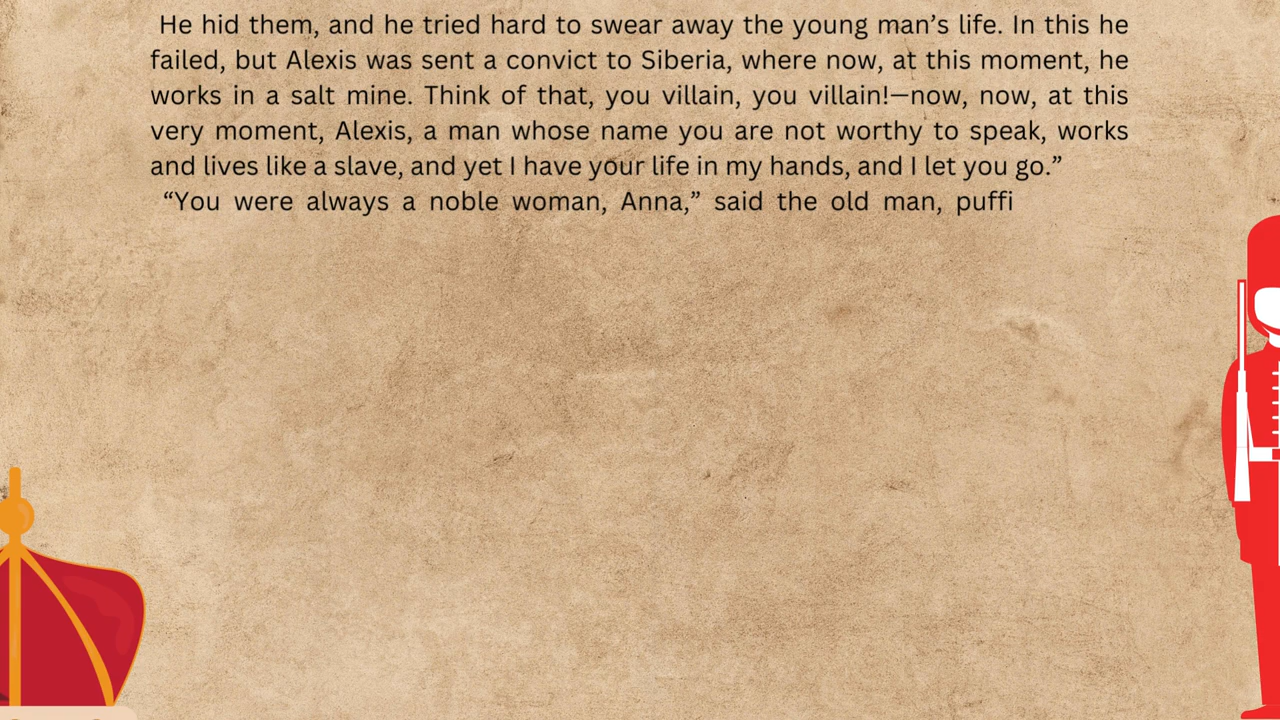 He hid them, and he tried hard to swear away the young man’s life. In this he
failed, but Alexis was sent a convict to Siberia, where now, at this moment, he
works in a salt mine. Think of that, you villain, you villain!—now, now, at this
very moment, Alexis, a man whose name you are not worthy to speak, works
and lives like a slave, and yet I have your life in my hands, and I let you go.”
“You were always a noble woman, Anna,” said the old man, puffi